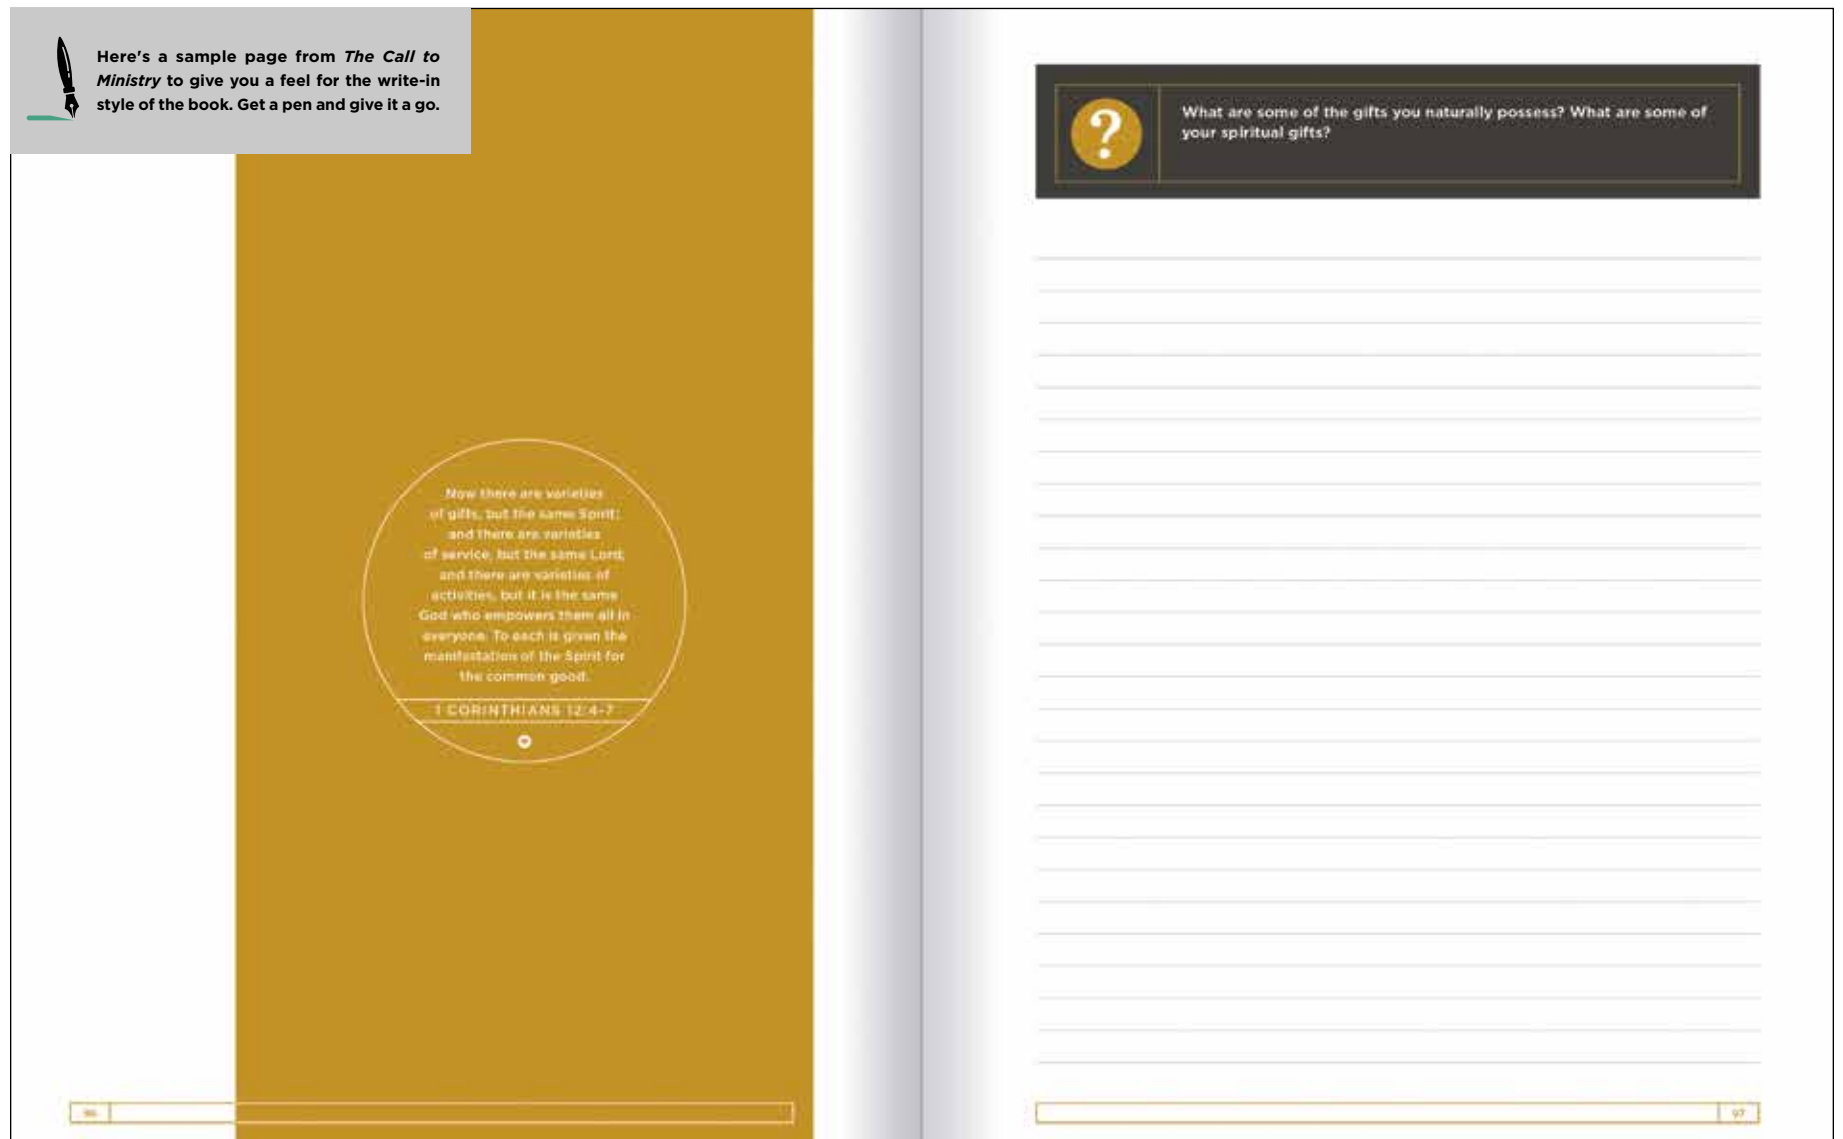 Here's a sample page from The Call to
Ministry to give you a feel for the write-in
style of the book. Get a pen and give it a go.
Now there are varieties
of gifts, but the same Spirit;
and there are varieties
of service, but the same Lord;
and there are varieties of
activities, but it is the same
God who empowers them all in
everyone. To each is given the
manifestation of the Spirit for
the common good.
1 CORINTHIANS 12:4-7
96
?
What are some of the gifts you naturally possess? What are some of
your spiritual gifts?
97